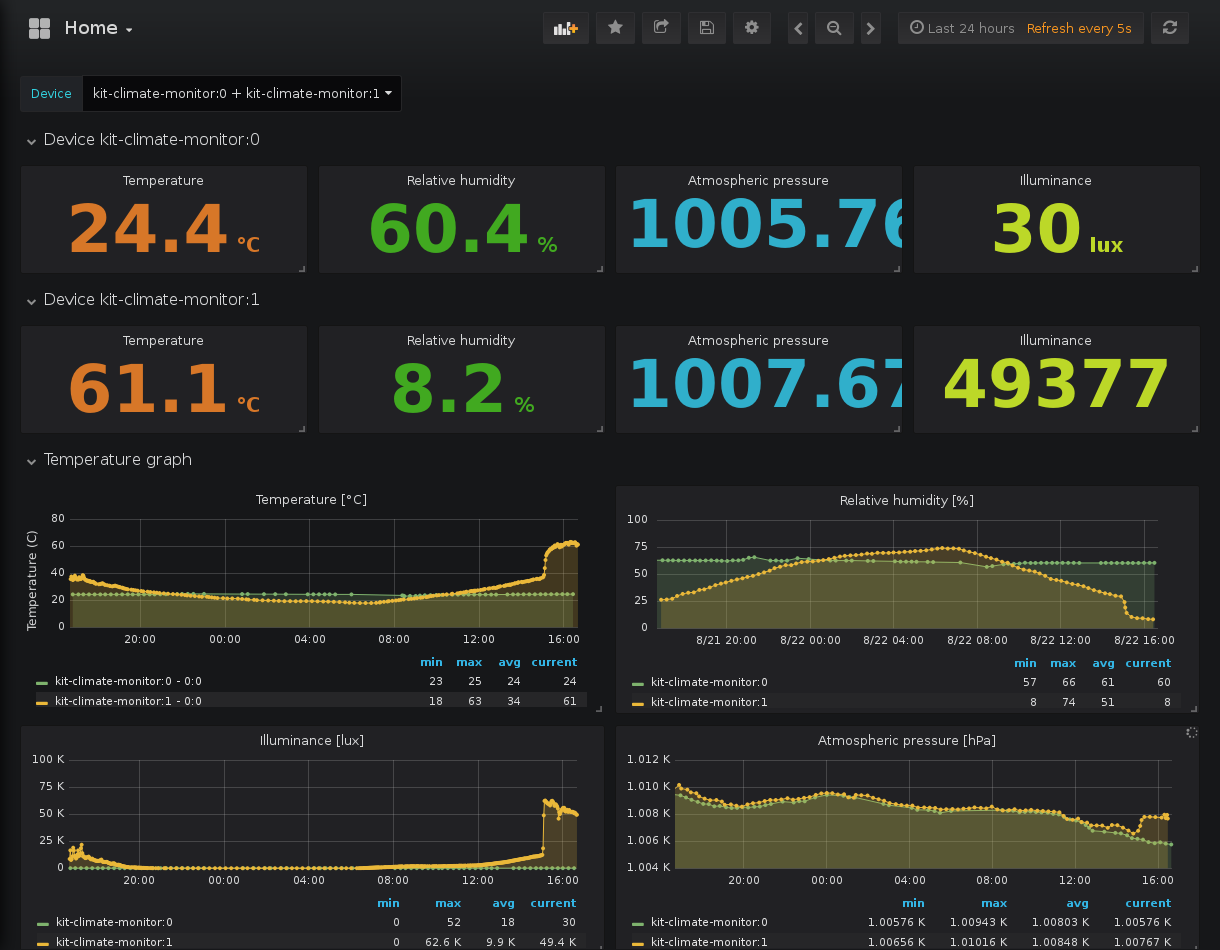 Home
Last 24 hours Refresh every 5s
Device kit-climate-monitor:0 + kit-climate-monitor:1
Device kit-climate-monitor:0
Temperature Relative humidity Atmospheric pressure Illuminance
24.4 °C 60.4 % 1005.76 30 lux
Device kit-climate-monitor:1
Temperature Relative humidity Atmospheric pressure Illuminance
61.1 °C 8.2 % 1007.67 49377
Temperature graph
Temperature [°C]
Temperature (C)
80
60
40
20
0
20:00 00:00 04:00 08:00 12:00 16:00
min max avg current
kit-climate-monitor:0 - 0:0 23 25 24 24
kit-climate-monitor:1 - 0:0 18 63 34 61
Relative humidity [%]
100
75
50
25
0
8/21 20:00 8/22 00:00 8/22 04:00 8/22 08:00 8/22 12:00 8/22 16:00
min max avg current
kit-climate-monitor:0 57 66 61 60
kit-climate-monitor:1 8 74 51 8
Illuminance [lux]
100 K
75 K
50 K
25 K
0
20:00 00:00 04:00 08:00 12:00 16:00
min max avg current
kit-climate-monitor:0 0 52 18 30
kit-climate-monitor:1 0 62.6 K 9.9 K 49.4 K
Atmospheric pressure [hPa]
1.012 K
1.010 K
1.008 K
1.006 K
1.004 K
20:00 00:00 04:00 08:00 12:00 16:00
min max avg current
kit-climate-monitor:0 1.00576 K 1.00943 K 1.00803 K 1.00576 K
kit-climate-monitor:1 1.00656 K 1.01016 K 1.00848 K 1.00767 K